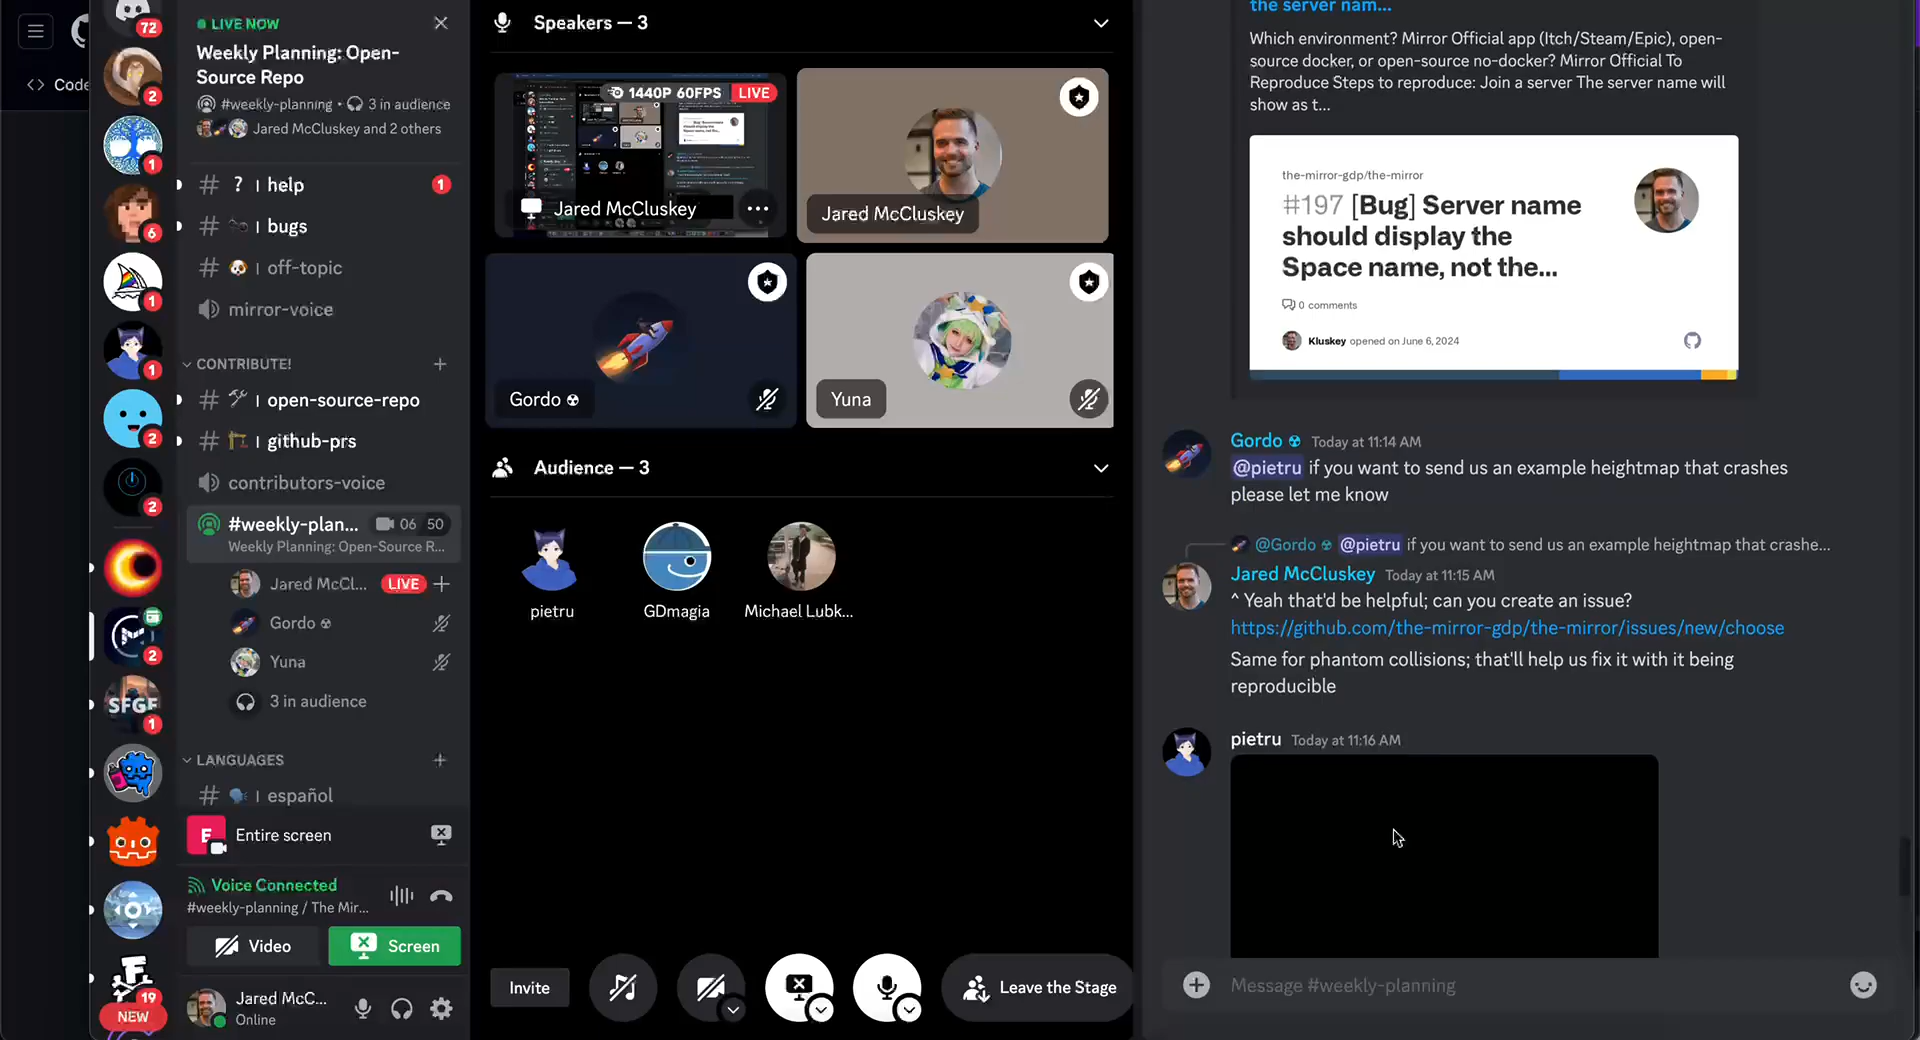 Code
72
2
1
6
1
1
2
2
2
SFGF
1
19
NEW
LIVE NOW
Weekly Planning: Open-
Source Repo
#weekly-planning • 3 in audience
Jared McCluskey and 2 others
? | help
1
| bugs
| off-topic
mirror-voice
CONTRIBUTE!
| open-source-repo
| github-prs
contributors-voice
#weekly-plan... 06 50
Weekly Planning: Open-Source R...
Jared McCl... LIVE
Gordo ☢
Yuna
3 in audience
LANGUAGES
| español
E
Entire screen
Voice Connected
#weekly-planning / The Mir...
Video
Screen
Jared McC...
Online
Speakers — 3
1440P 60FPS LIVE
Jared McCluskey
Jared McCluskey
Gordo ☢
Yuna
Audience — 3
pietru
GDmagia
Michael Lubk...
Invite
Leave the Stage
the server nam...
Which environment? Mirror Official app (Itch/Steam/Epic), open-
source docker, or open-source no-docker? Mirror Official To
Reproduce Steps to reproduce: Join a server The server name will
show as t...
the-mirror-gdp/the-mirror
#197 [Bug] Server name
should display the
Space name, not the...
0 comments
Kluskey opened on June 6, 2024
Gordo ☢ Today at 11:14 AM
@pietru if you want to send us an example heightmap that crashes
please let me know
@Gordo ☢ @pietru if you want to send us an example heightmap that crashe...
Jared McCluskey Today at 11:15 AM
^ Yeah that'd be helpful; can you create an issue?
https://github.com/the-mirror-gdp/the-mirror/issues/new/choose
Same for phantom collisions; that'll help us fix it with it being
reproducible
pietru Today at 11:16 AM
Message #weekly-planning